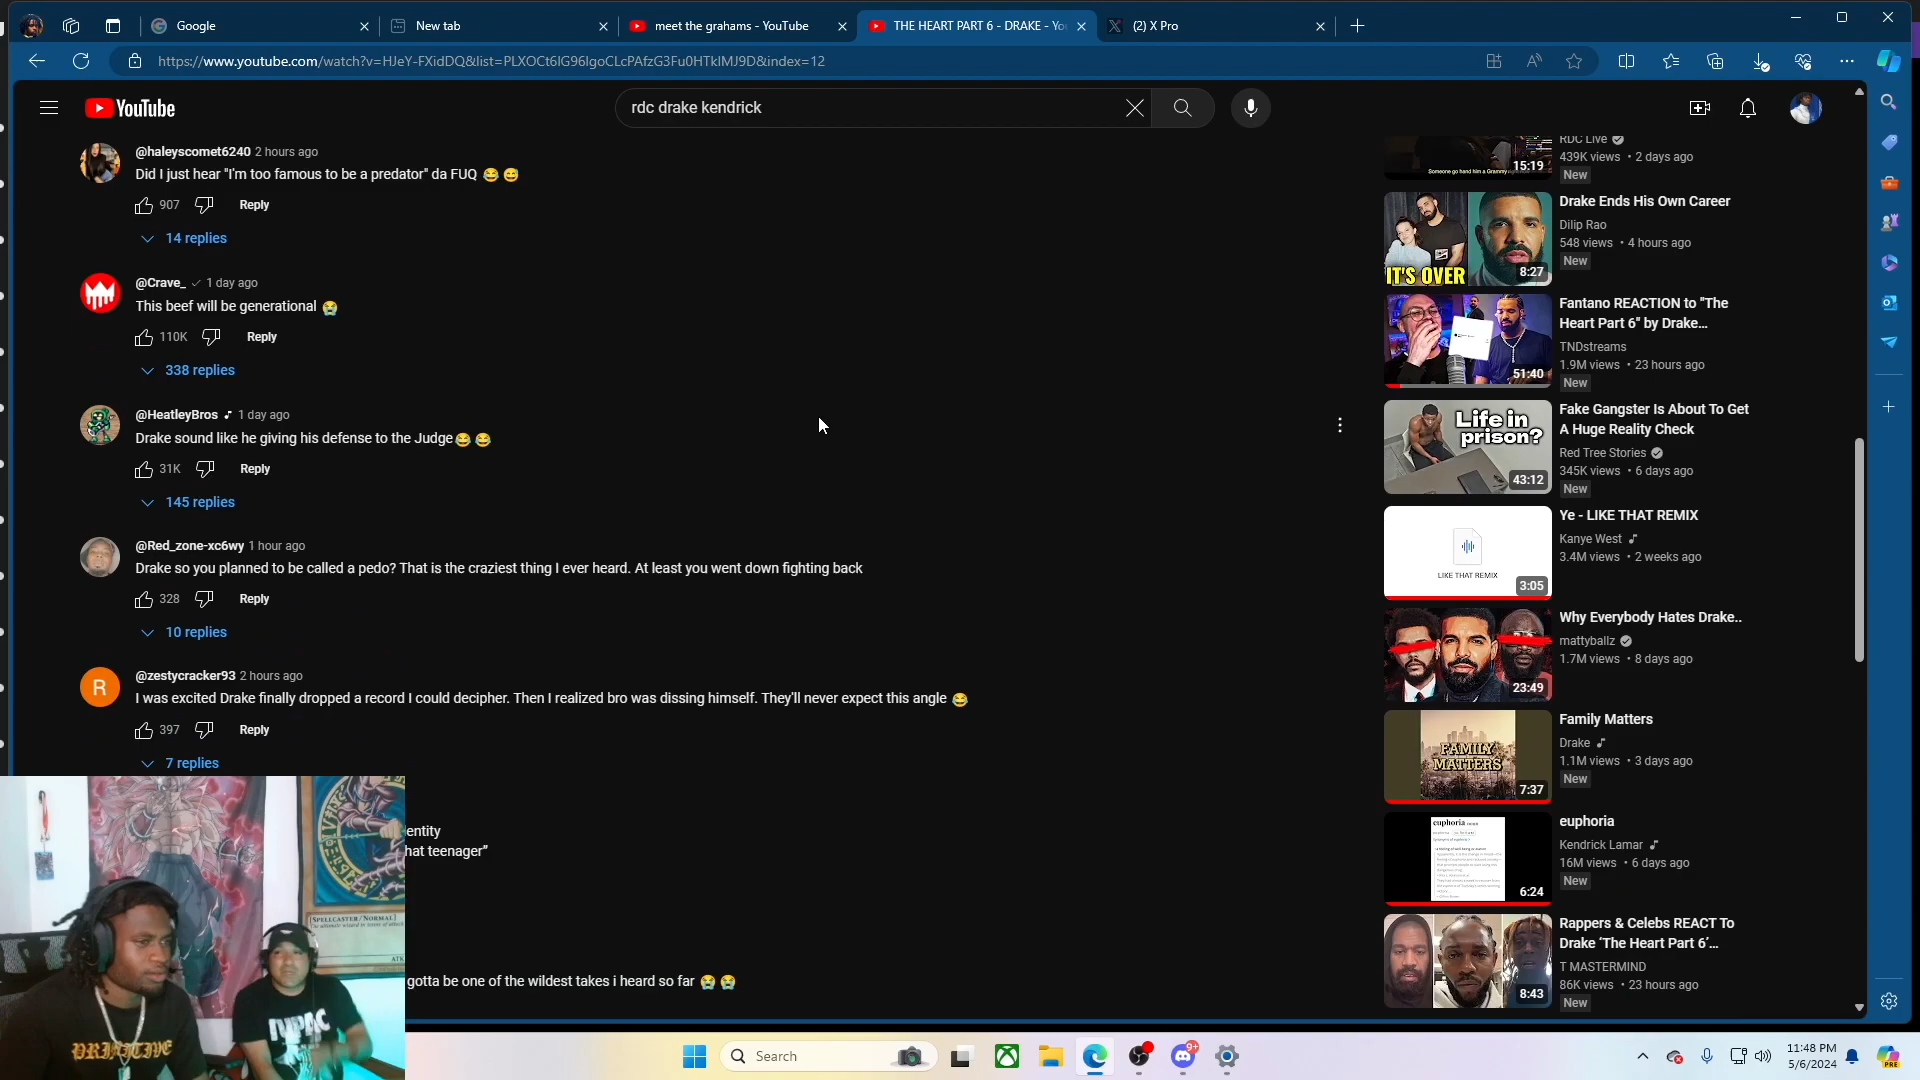 Google
New tab
meet the grahams - YouTube
THE HEART PART 6 - DRAKE - Yo
(2) X Pro
https://www.youtube.com/watch?v=HJeY-FXidDQ&list=PLXOCt6IG96IgoCLcPAfzG3Fu0HTklMJ9D&index=12
YouTube
rdc drake kendrick
@haleyscomet6240 2 hours ago
Did I just hear "I'm too famous to be a predator" da FUQ 😂 😅
907 Reply
14 replies
@Crave_ 1 day ago
This beef will be generational 😭
110K Reply
338 replies
@HeatleyBros 1 day ago
Drake sound like he giving his defense to the Judge😂 😂
31K Reply
145 replies
@Red_zone-xc6wy 1 hour ago
Drake so you planned to be called a pedo? That is the craziest thing I ever heard. At least you went down fighting back
328 Reply
10 replies
@zestycracker93 2 hours ago
R
I was excited Drake finally dropped a record I could decipher. Then I realized bro was dissing himself. They'll never expect this angle 😂
397 Reply
7 replies
entity
hat teenager”
gotta be one of the wildest takes i heard so far 😭 😭
RDC Live
439K views • 2 days ago
New
15:19
Someone go hand him a Grammy
Drake Ends His Own Career
Dilip Rao
548 views • 4 hours ago
New
IT'S OVER
8:27
Fantano REACTION to "The
Heart Part 6" by Drake...
TNDstreams
1.9M views • 23 hours ago
New
51:40
Fake Gangster Is About To Get
A Huge Reality Check
Red Tree Stories
345K views • 6 days ago
New
Life in
prison?
43:12
Ye - LIKE THAT REMIX
Kanye West
3.4M views • 2 weeks ago
LIKE THAT REMIX
3:05
Why Everybody Hates Drake..
mattyballz
1.7M views • 8 days ago
23:49
Family Matters
Drake
1.1M views • 3 days ago
New
FAMILY
MATTERS
7:37
euphoria
Kendrick Lamar
16M views • 6 days ago
New
euphoria
6:24
Rappers & Celebs REACT To
Drake ‘The Heart Part 6’...
T MASTERMIND
86K views • 23 hours ago
New
8:43
[SPELLCASTER/NORMAL]
PRIMITIVE
Search
9+
11:48 PM
5/6/2024
PRE